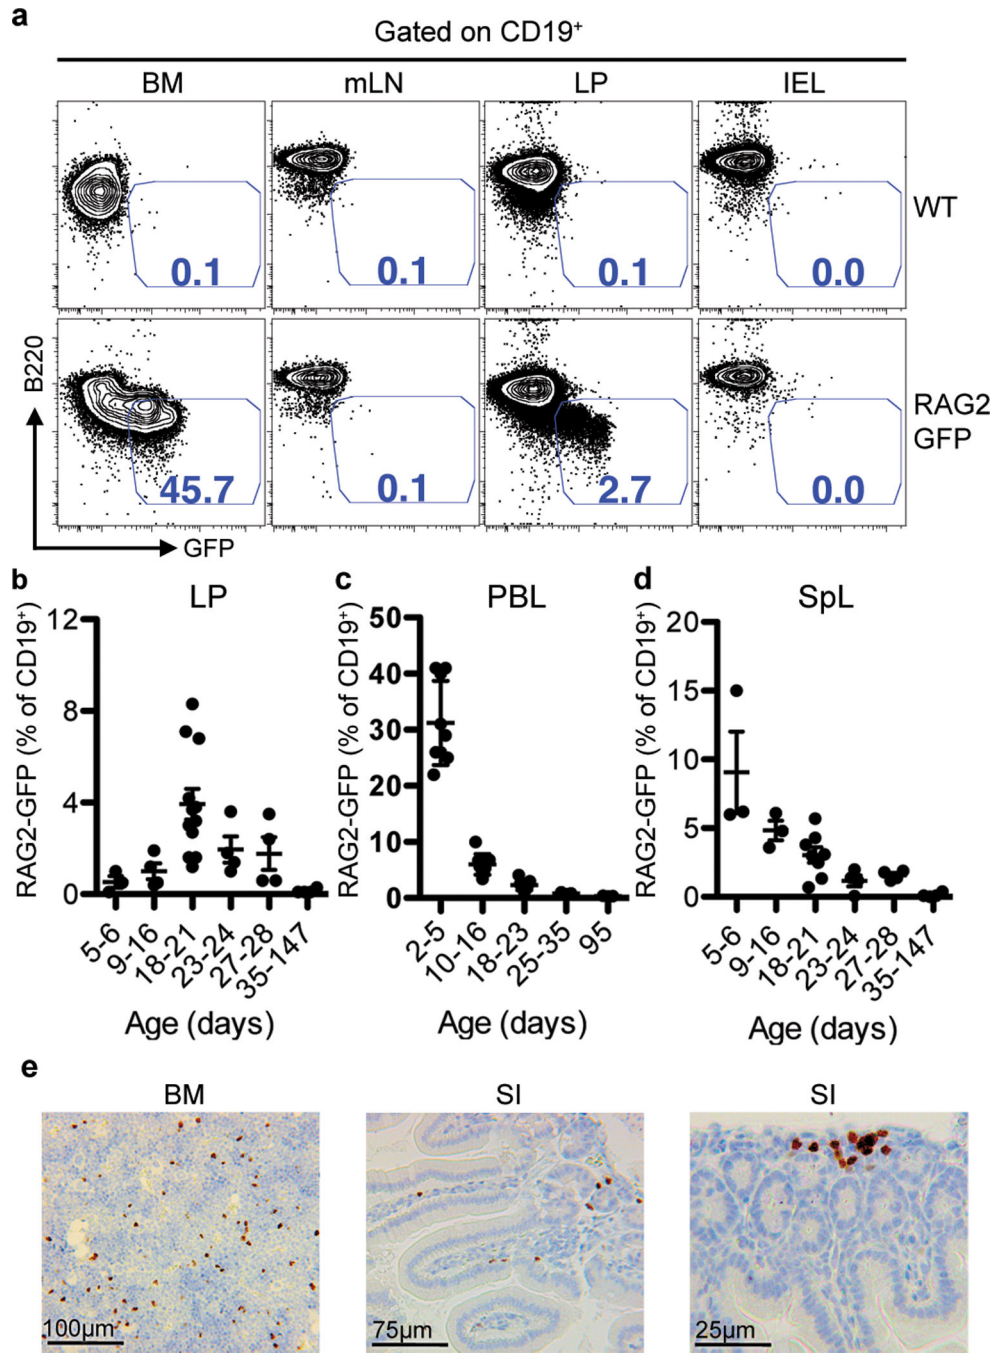 a
Gated on CD19+
BM mLN LP IEL
0.1 0.1 0.1 0.0
WT
45.7 0.1 2.7 0.0
RAG2
GFP
B220
GFP
b
LP
RAG2-GFP (% of CD19+)
12
8
4
0
5-6 9-16 18-21 23-24 27-28 35-147
Age (days)
c
PBL
RAG2-GFP (% of CD19+)
50
40
30
20
10
0
2-5 10-16 18-23 25-35 95
Age (days)
d
SpL
RAG2-GFP (% of CD19+)
20
15
10
5
0
5-6 9-16 18-21 23-24 27-28 35-147
Age (days)
e
BM SI SI
100µm 75µm 25µm